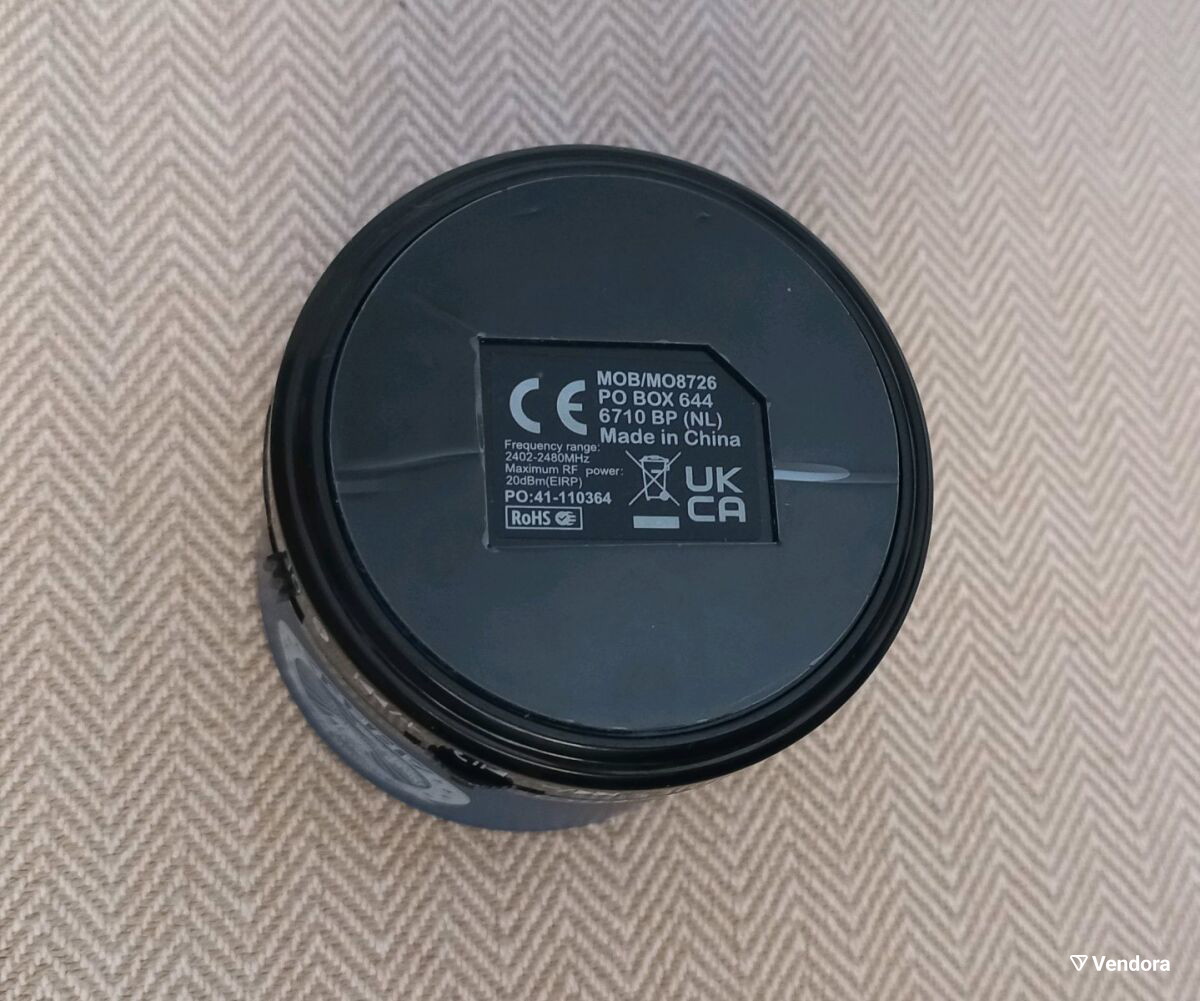 CE
MOB/MO8726
PO BOX 644
6710 BP (NL)
Made in China
Frequency range:
2402-2480MHz
Maximum RF power:
20dBm(EIRP)
PO:41-110364
RoHS
UK
CA
Vendora